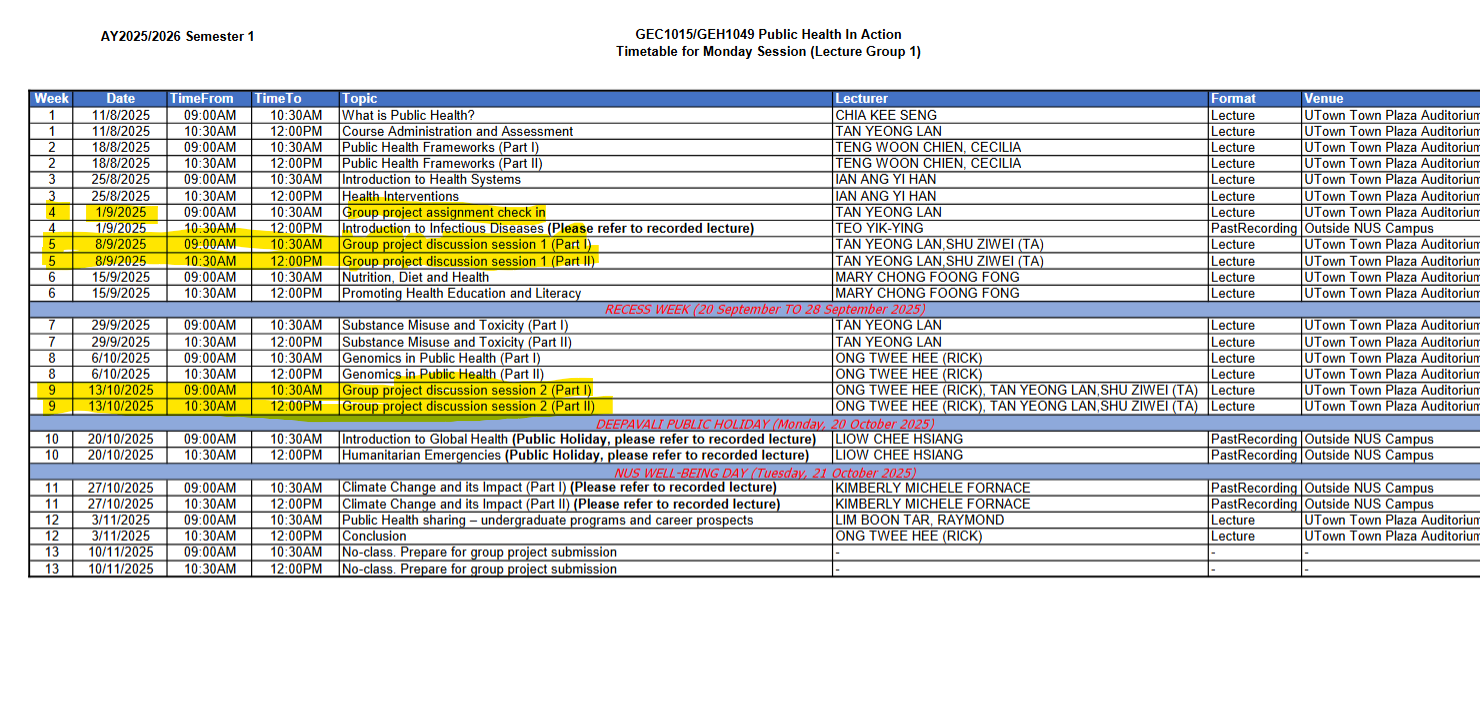 AY2025/2026 Semester 1
GEC1015/GEH1049 Public Health In Action
Timetable for Monday Session (Lecture Group 1)
Week Date TimeFrom TimeTo Topic Lecturer Format Venue
1 11/8/2025 09:00AM 10:30AM What is Public Health? CHIA KEE SENG Lecture UTown Town Plaza Auditorium
1 11/8/2025 10:30AM 12:00PM Course Administration and Assessment TAN YEONG LAN Lecture UTown Town Plaza Auditorium
2 18/8/2025 09:00AM 10:30AM Public Health Frameworks (Part I) TENG WOON CHIEN, CECILIA Lecture UTown Town Plaza Auditorium
2 18/8/2025 10:30AM 12:00PM Public Health Frameworks (Part II) TENG WOON CHIEN, CECILIA Lecture UTown Town Plaza Auditorium
3 25/8/2025 09:00AM 10:30AM Introduction to Health Systems IAN ANG YI HAN Lecture UTown Town Plaza Auditorium
3 25/8/2025 10:30AM 12:00PM Health Interventions IAN ANG YI HAN Lecture UTown Town Plaza Auditorium
4 1/9/2025 09:00AM 10:30AM Group project assignment check in TAN YEONG LAN Lecture UTown Town Plaza Auditorium
4 1/9/2025 10:30AM 12:00PM Introduction to Infectious Diseases (Please refer to recorded lecture) TEO YIK-YING PastRecording Outside NUS Campus
5 8/9/2025 09:00AM 10:30AM Group project discussion session 1 (Part I) TAN YEONG LAN,SHU ZIWEI (TA) Lecture UTown Town Plaza Auditorium
5 8/9/2025 10:30AM 12:00PM Group project discussion session 1 (Part II) TAN YEONG LAN,SHU ZIWEI (TA) Lecture UTown Town Plaza Auditorium
6 15/9/2025 09:00AM 10:30AM Nutrition, Diet and Health MARY CHONG FOONG FONG Lecture UTown Town Plaza Auditorium
6 15/9/2025 10:30AM 12:00PM Promoting Health Education and Literacy MARY CHONG FOONG FONG Lecture UTown Town Plaza Auditorium
RECESS WEEK (20 September TO 28 September 2025)
7 29/9/2025 09:00AM 10:30AM Substance Misuse and Toxicity (Part I) TAN YEONG LAN Lecture UTown Town Plaza Auditorium
7 29/9/2025 10:30AM 12:00PM Substance Misuse and Toxicity (Part II) TAN YEONG LAN Lecture UTown Town Plaza Auditorium
8 6/10/2025 09:00AM 10:30AM Genomics in Public Health (Part I) ONG TWEE HEE (RICK) Lecture UTown Town Plaza Auditorium
8 6/10/2025 10:30AM 12:00PM Genomics in Public Health (Part II) ONG TWEE HEE (RICK) Lecture UTown Town Plaza Auditorium
9 13/10/2025 09:00AM 10:30AM Group project discussion session 2 (Part I) ONG TWEE HEE (RICK), TAN YEONG LAN,SHU ZIWEI (TA) Lecture UTown Town Plaza Auditorium
9 13/10/2025 10:30AM 12:00PM Group project discussion session 2 (Part II) ONG TWEE HEE (RICK), TAN YEONG LAN,SHU ZIWEI (TA) Lecture UTown Town Plaza Auditorium
DEEPAVALI PUBLIC HOLIDAY (Monday, 20 October 2025)
10 20/10/2025 09:00AM 10:30AM Introduction to Global Health (Public Holiday, please refer to recorded lecture) LIOW CHEE HSIANG PastRecording Outside NUS Campus
10 20/10/2025 10:30AM 12:00PM Humanitarian Emergencies (Public Holiday, please refer to recorded lecture) LIOW CHEE HSIANG PastRecording Outside NUS Campus
NUS WELL-BEING DAY (Tuesday, 21 October 2025)
11 27/10/2025 09:00AM 10:30AM Climate Change and its Impact (Part I) (Please refer to recorded lecture) KIMBERLY MICHELE FORNACE PastRecording Outside NUS Campus
11 27/10/2025 10:30AM 12:00PM Climate Change and its Impact (Part II) (Please refer to recorded lecture) KIMBERLY MICHELE FORNACE PastRecording Outside NUS Campus
12 3/11/2025 09:00AM 10:30AM Public Health sharing – undergraduate programs and career prospects LIM BOON TAR, RAYMOND Lecture UTown Town Plaza Auditorium
12 3/11/2025 10:30AM 12:00PM Conclusion ONG TWEE HEE (RICK) Lecture UTown Town Plaza Auditorium
13 10/11/2025 09:00AM 10:30AM No-class. Prepare for group project submission - - -
13 10/11/2025 10:30AM 12:00PM No-class. Prepare for group project submission - - -